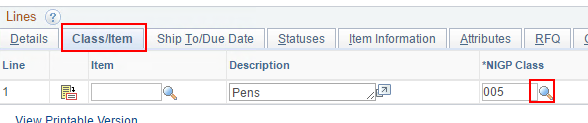 Lines
Details Class/Item Ship To/Due Date Statuses Item Information Attributes RFQ
Line Item Description *NIGP Class
1 Pens 005
View Printable Version